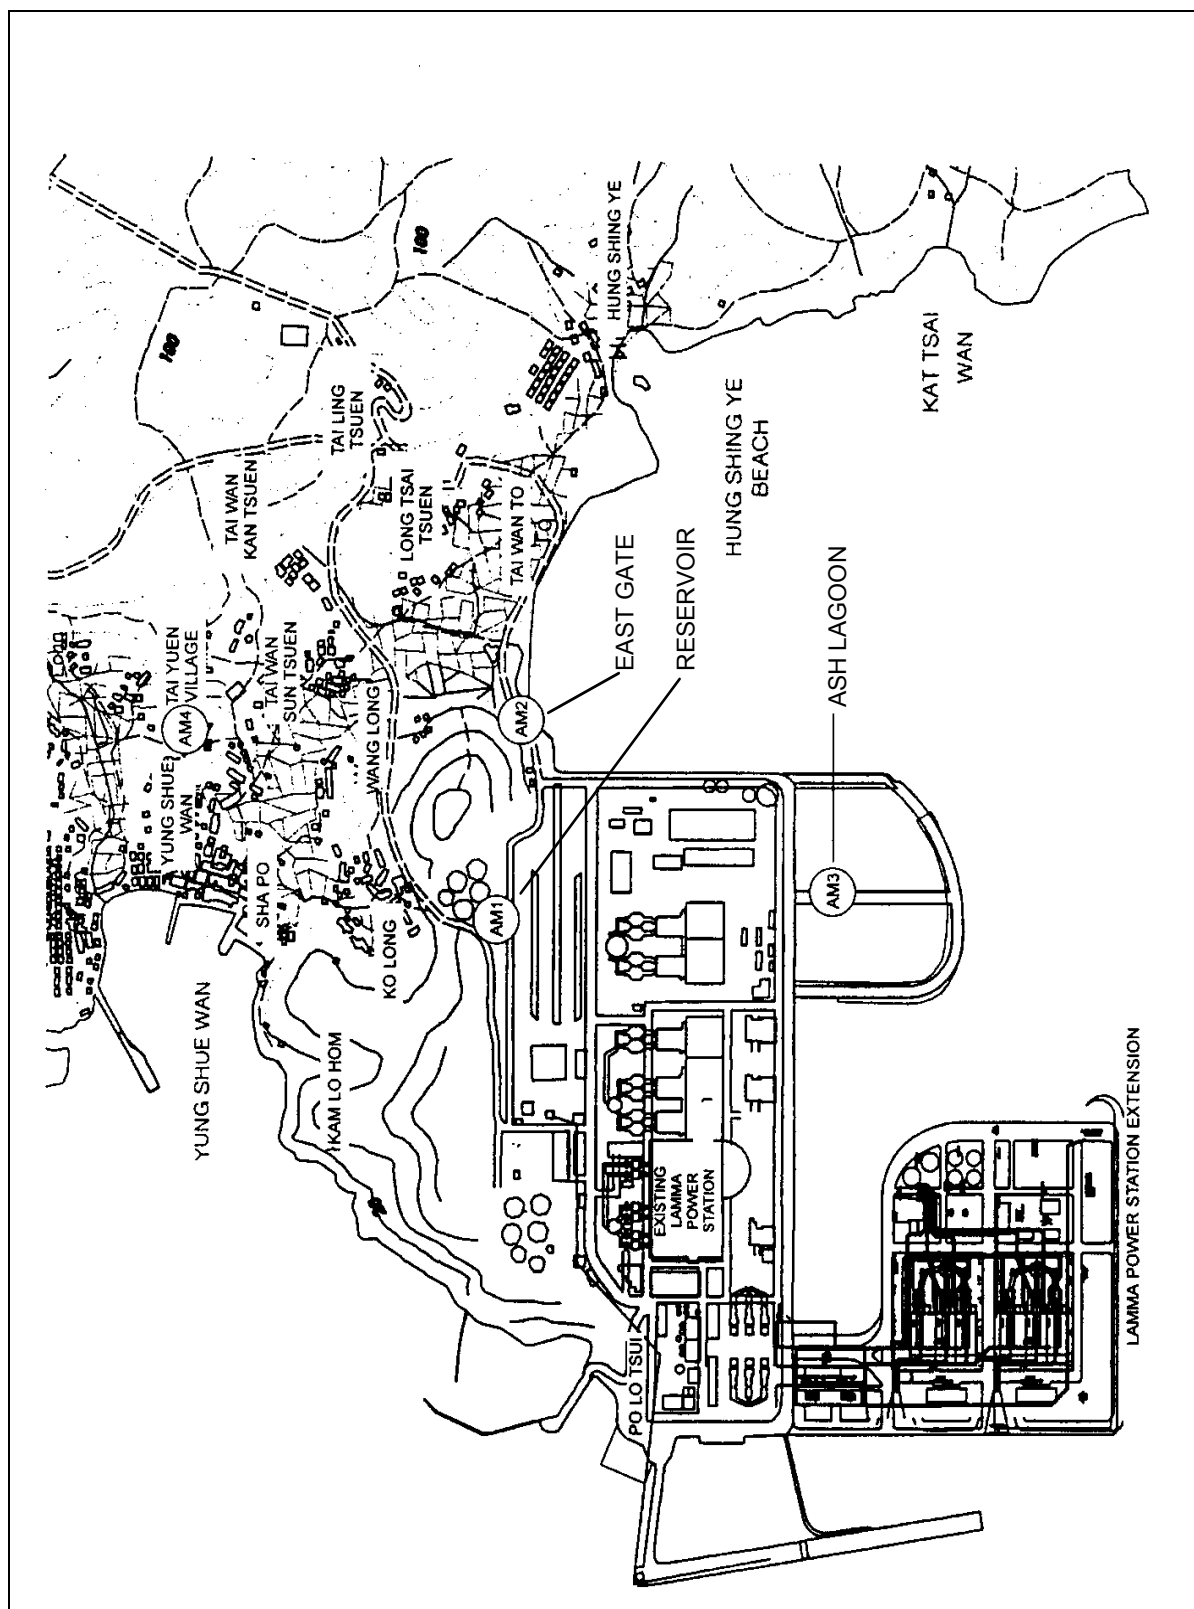 100
100
HUNG SHING YE
TAI LING
TSUEN
TAI WAN
KAN TSUEN
LONG TSAI
TSUEN
TAI WAN TO
KAT TSAI
WAN
HUNG SHING YE
BEACH
EAST GATE
RESERVOIR
ASH LAGOON
TAI YUEN
VILLAGE
TAI WAN
SUN TSUEN
WANG LONG
AM4
AM2
YUNG SHUE
WAN
SHA PO
AM1
AM3
KO LONG
YUNG SHUE WAN
KAM LO HOM
EXISTING
LAMMA
POWER
STATION
PO LO TSUI
LAMMA POWER STATION EXTENSION